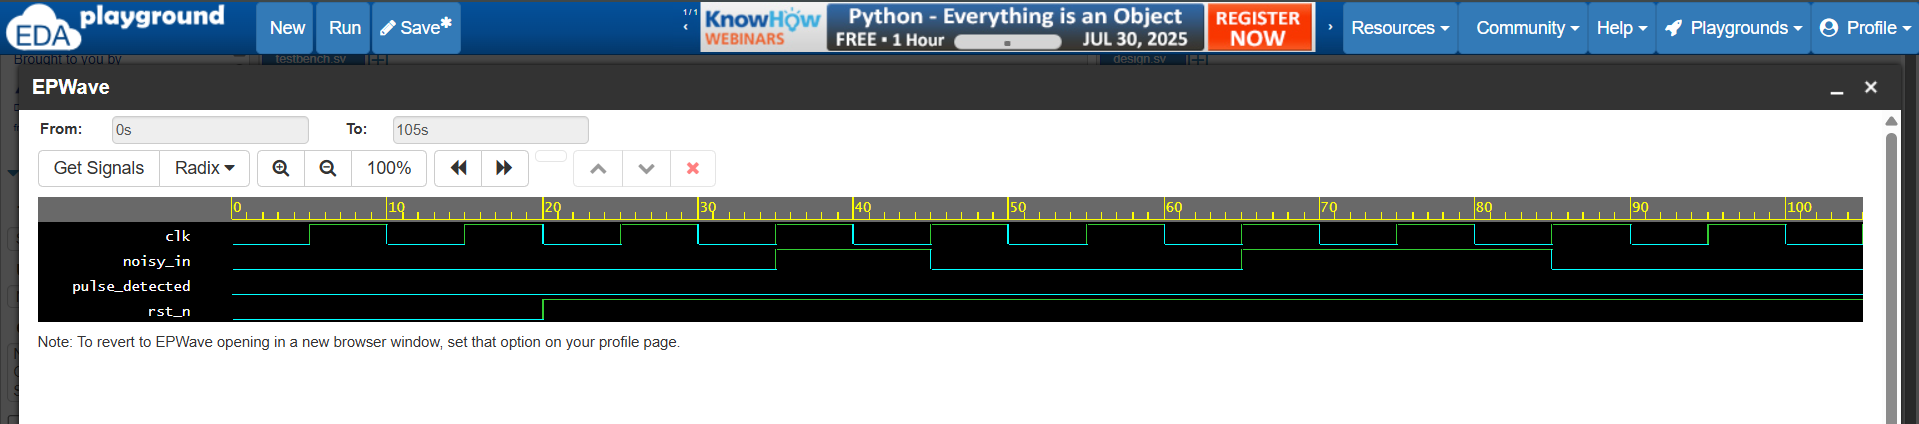 EDA playground
New
Run
Save*
1/1
KnowHow
WEBINARS
Python - Everything is an Object
FREE • 1 Hour
JUL 30, 2025
REGISTER
NOW
Resources
Community
Help
Playgrounds
Profile
Brought to you by
testbench.sv
design.sv
EPWave
From:
0s
To:
105s
Get Signals
Radix
100%
0 10 20 30 40 50 60 70 80 90 100
clk
noisy_in
pulse_detected
rst_n
Note: To revert to EPWave opening in a new browser window, set that option on your profile page.